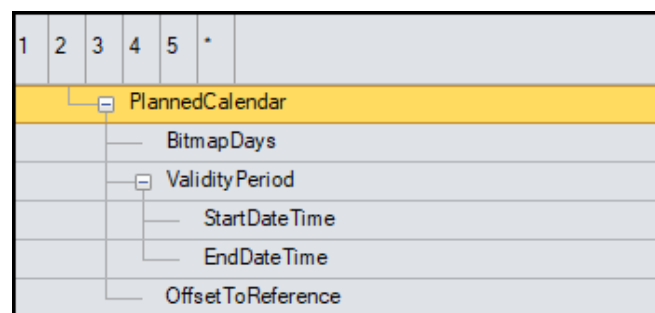 1 2 3 4 5 *
PlannedCalendar
BitmapDays
ValidityPeriod
StartDateTime
EndDateTime
OffsetToReference